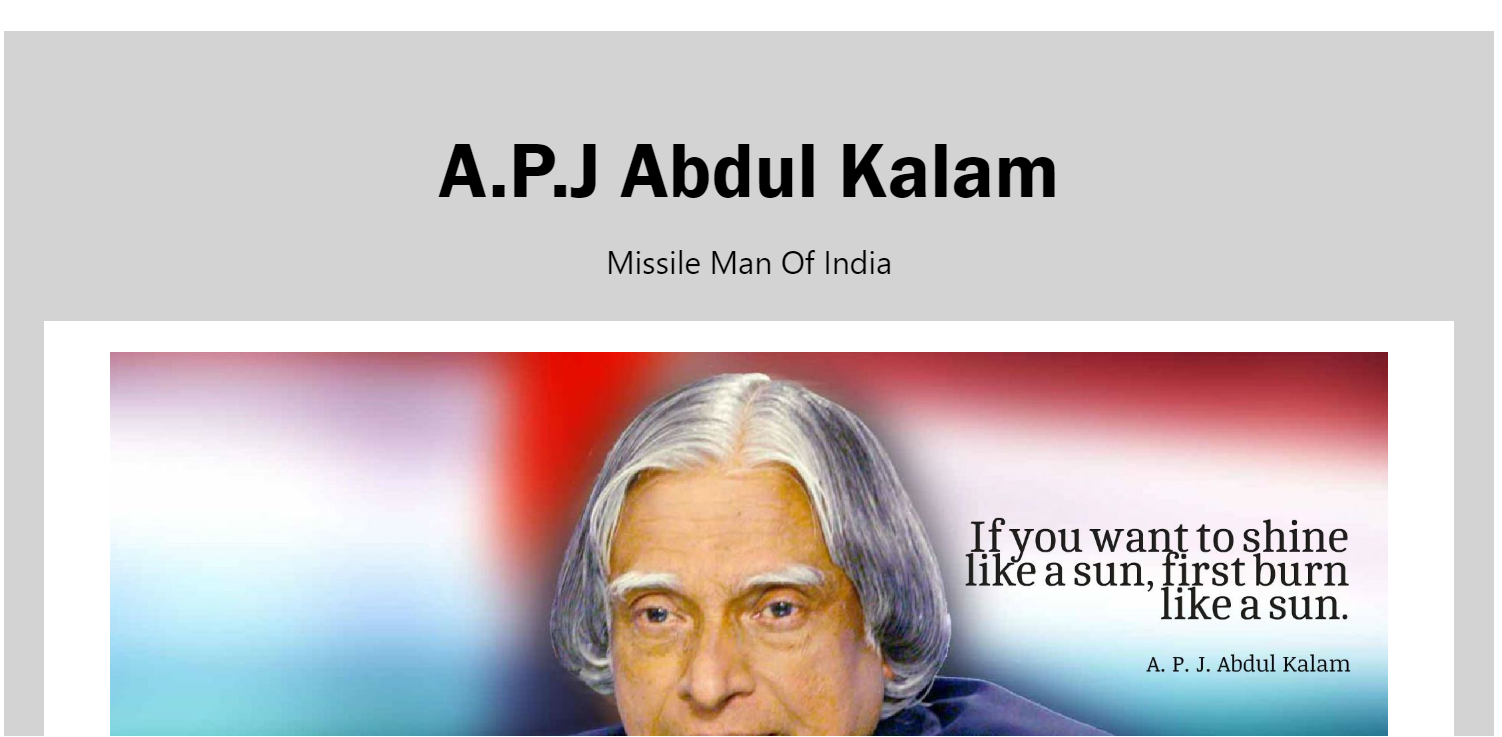 A.P.J Abdul Kalam
Missile Man Of India
If you want to shine
like a sun, first burn
like a sun.
A. P. J. Abdul Kalam